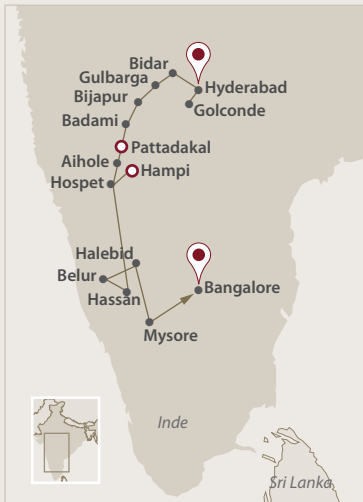 Bidar
Gulbarga
Hyderabad
Bijapur
Golconde
Badami
Pattadakal
Aihole
Hampi
Hospet
Halebid
Belur
Bangalore
Hassan
Mysore
Inde
Sri Lanka